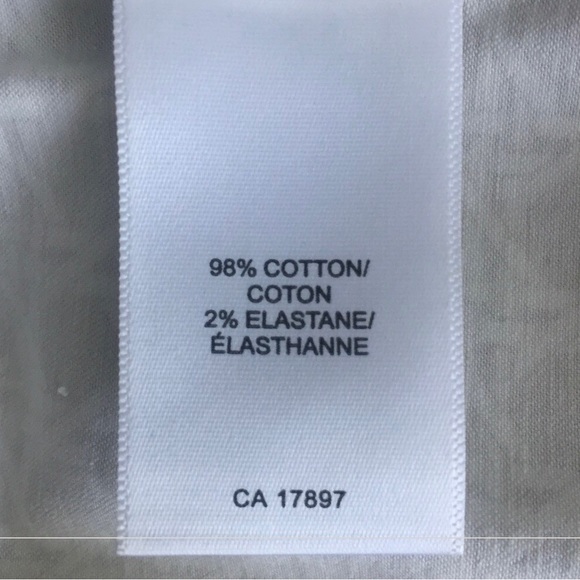 98% COTTON/
COTON
2% ELASTANE/
ÉLASTHANNE
CA 17897